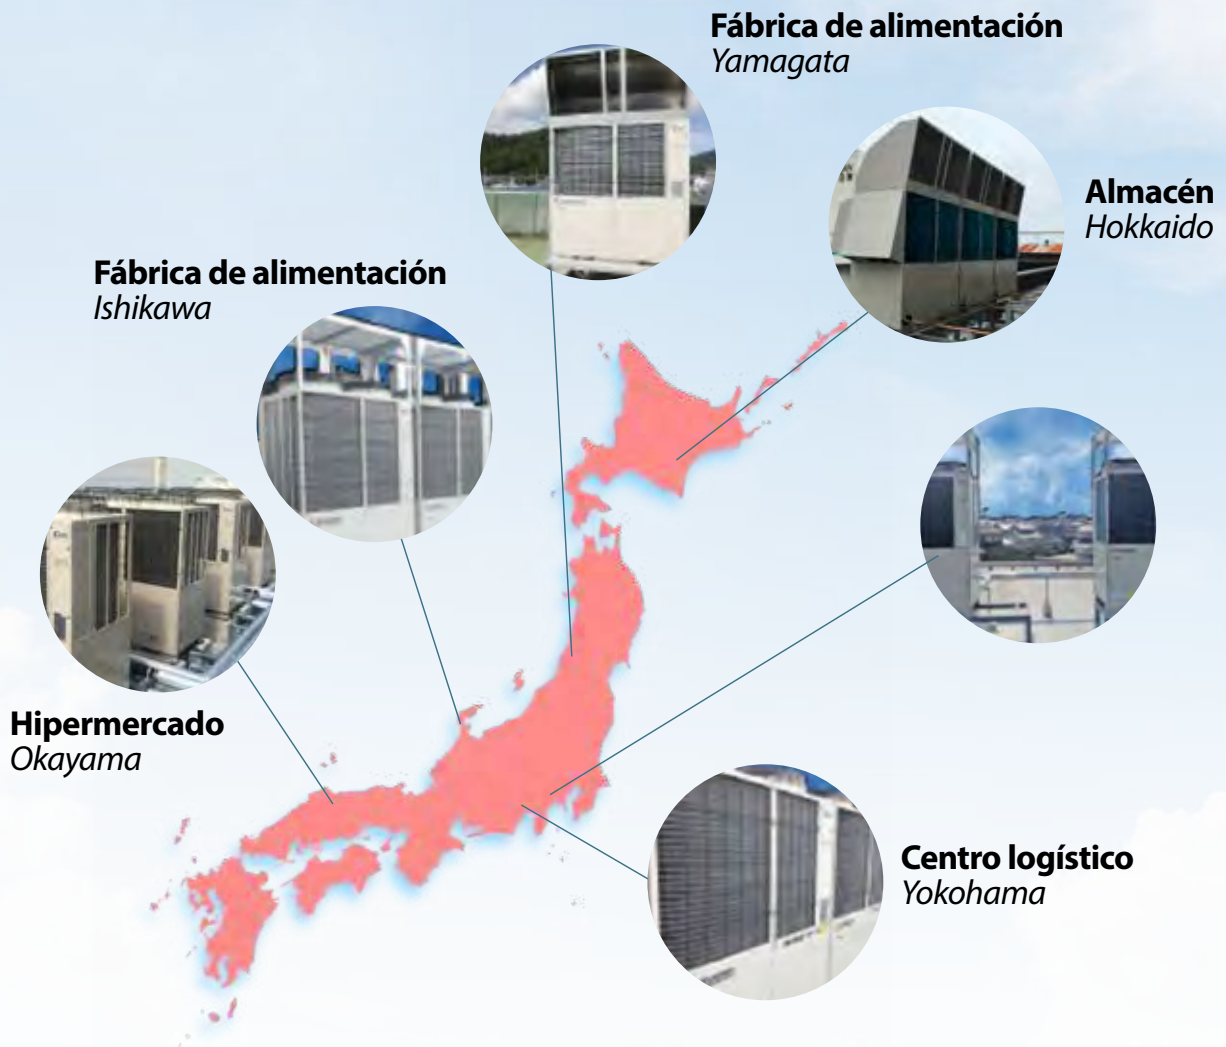 Fábrica de alimentación
Yamagata
Almacén
Hokkaido
Fábrica de alimentación
Ishikawa
Hipermercado
Okayama
Centro logístico
Yokohama